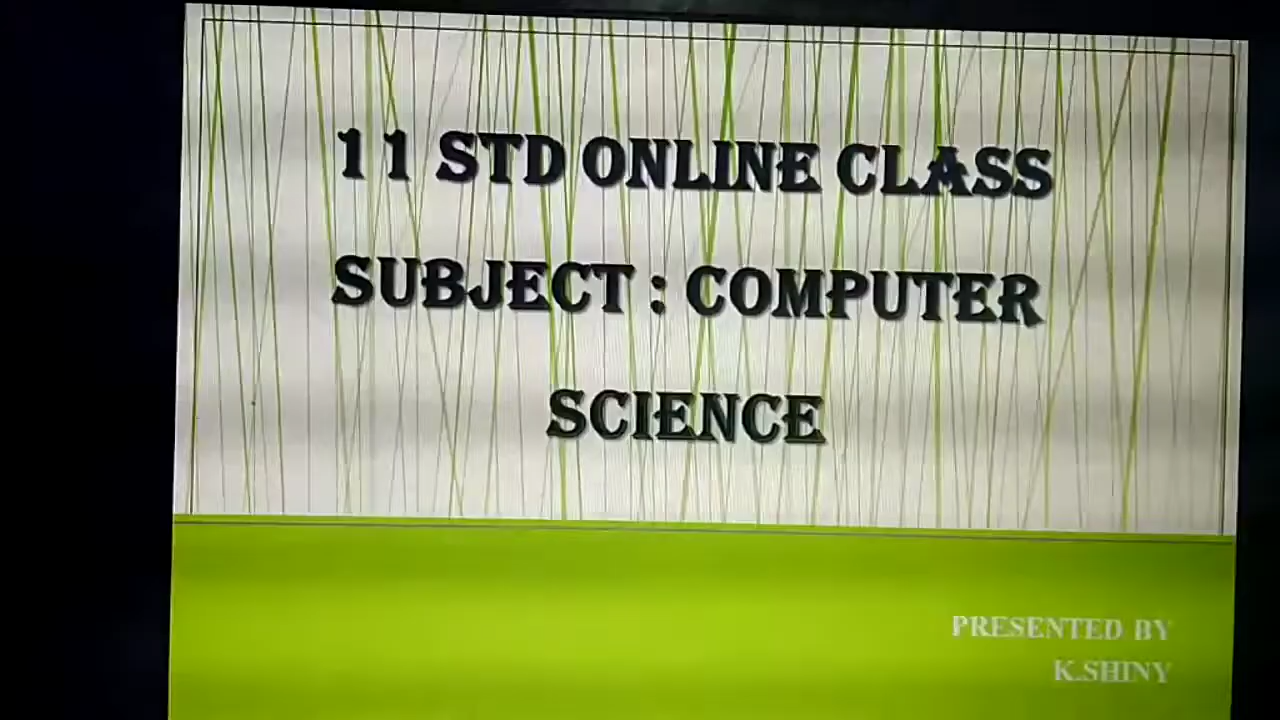 11 STD ONLINE CLASS
SUBJECT : COMPUTER
SCIENCE
PRESENTED BY
K.SHINY